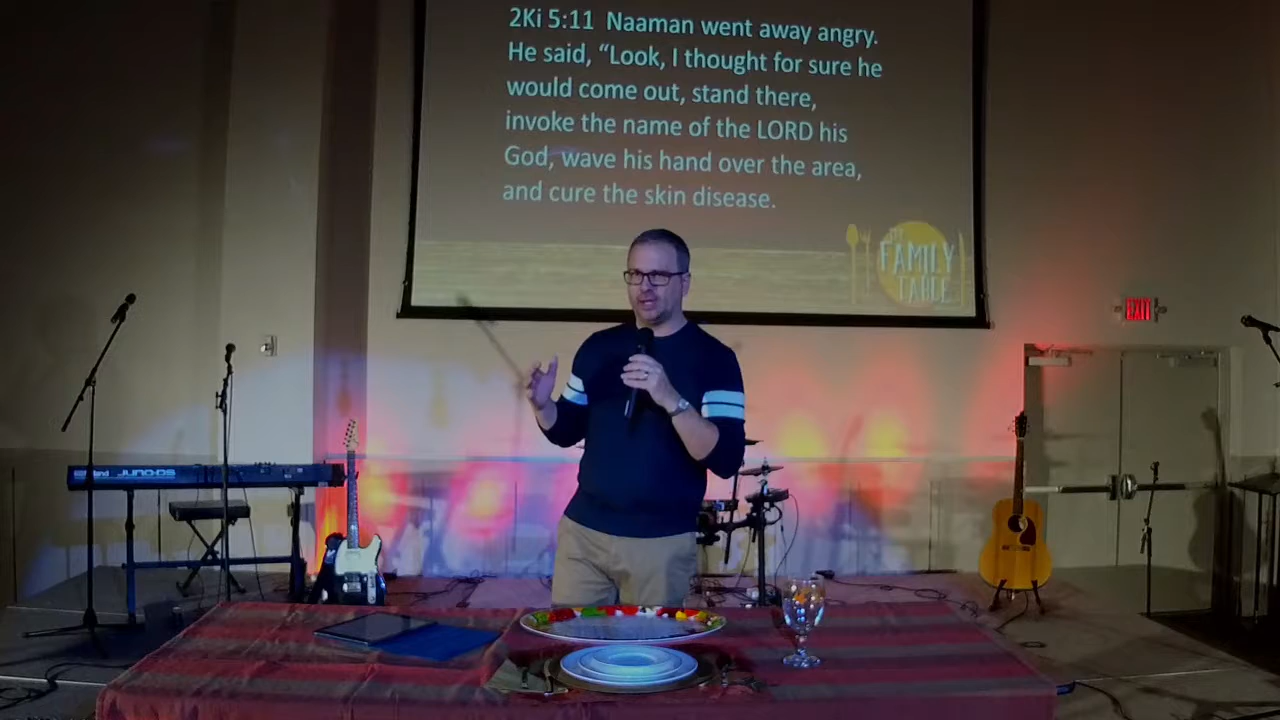 2Ki 5:11 Naaman went away angry.
He said, “Look, I thought for sure he
would come out, stand there,
invoke the name of the LORD his
God, wave his hand over the area,
and cure the skin disease.
FAMILY
TABLE
EXIT
Roland JUNO-DS